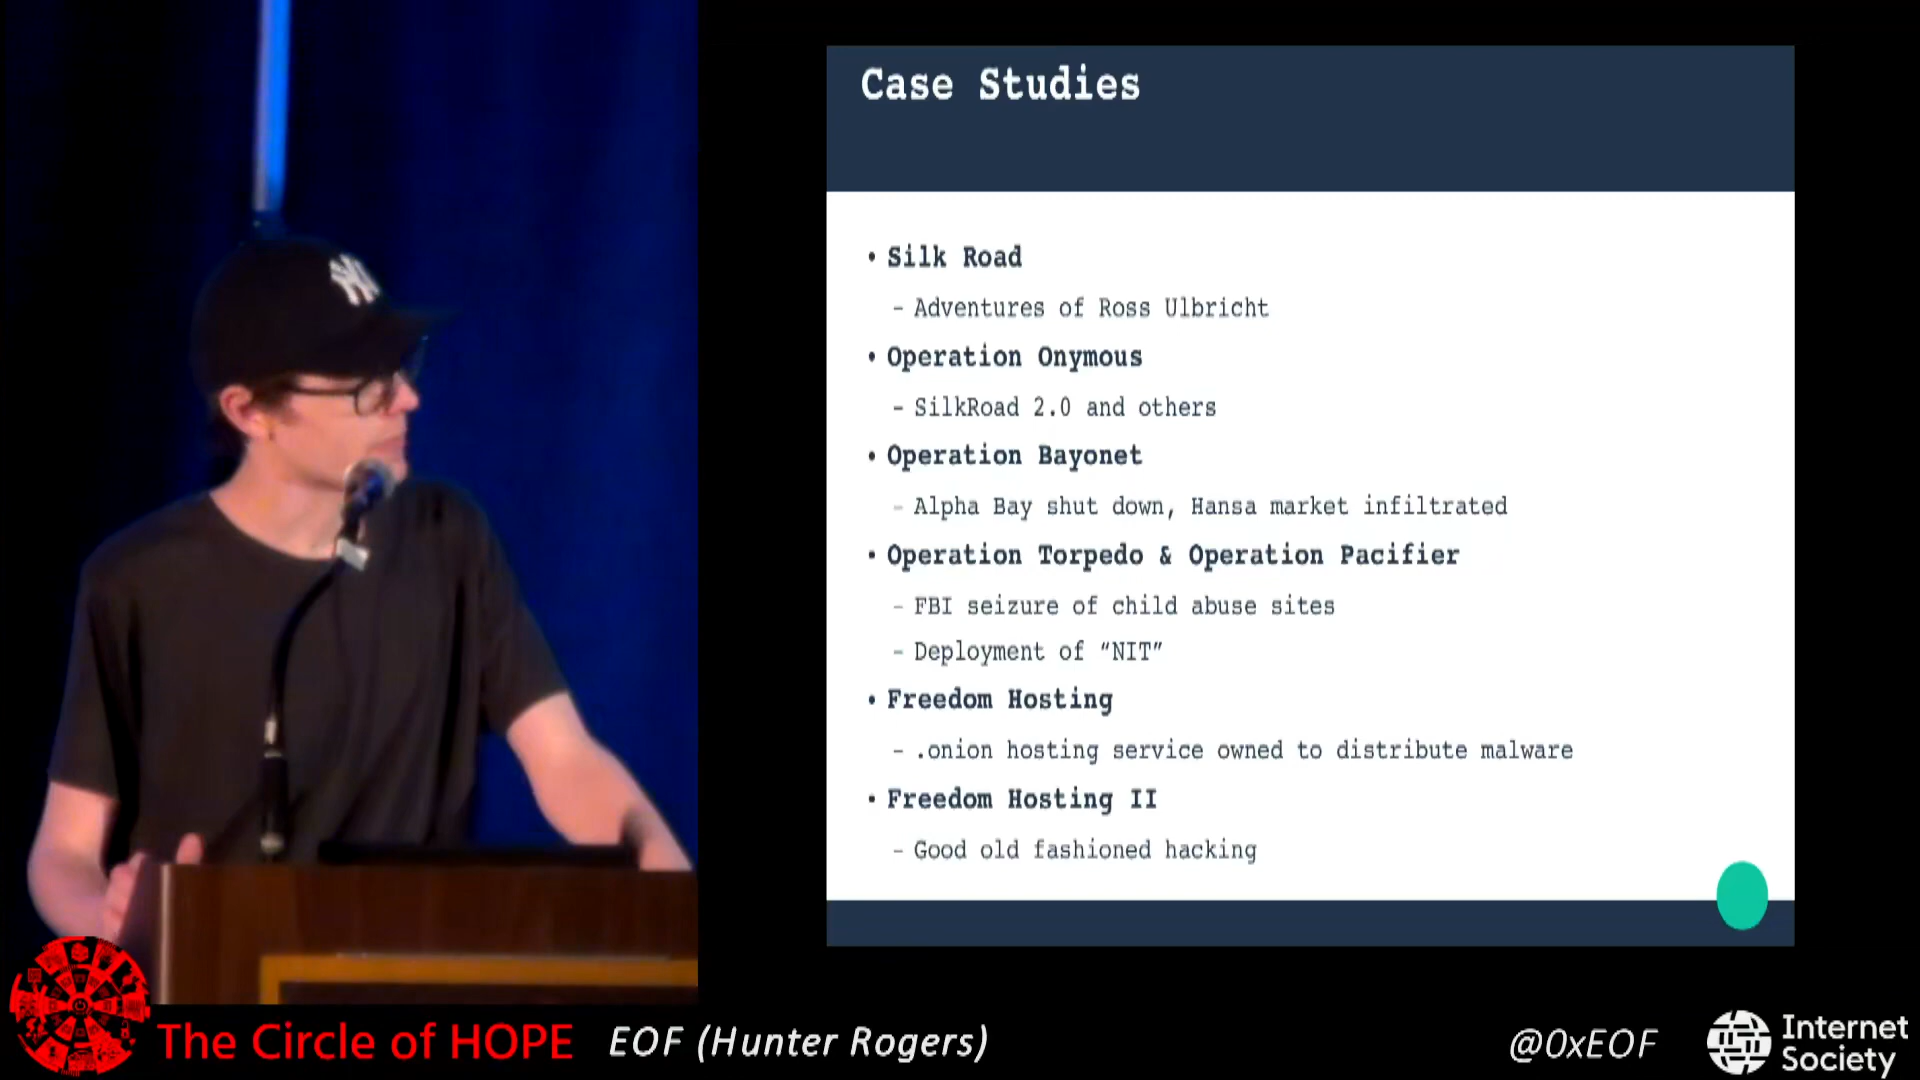 NY
Case Studies
• Silk Road
– Adventures of Ross Ulbricht
• Operation Onymous
– SilkRoad 2.0 and others
• Operation Bayonet
– Alpha Bay shut down, Hansa market infiltrated
• Operation Torpedo & Operation Pacifier
– FBI seizure of child abuse sites
– Deployment of “NIT”
• Freedom Hosting
– .onion hosting service owned to distribute malware
• Freedom Hosting II
– Good old fashioned hacking
The Circle of HOPE
EOF (Hunter Rogers)
@0xEOF
Internet
Society